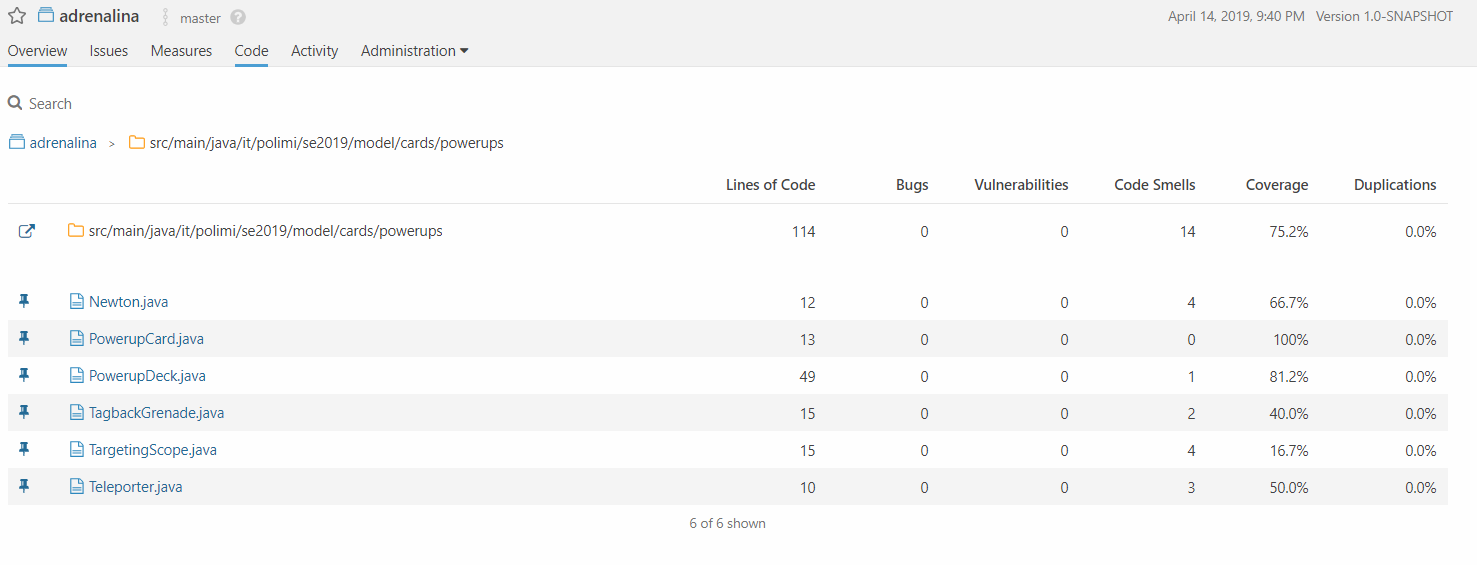 adrenalina master ? April 14, 2019, 9:40 PM Version 1.0-SNAPSHOT
Overview Issues Measures Code Activity Administration
Search
adrenalina > src/main/java/it/polimi/se2019/model/cards/powerups
Lines of Code Bugs Vulnerabilities Code Smells Coverage Duplications
src/main/java/it/polimi/se2019/model/cards/powerups 114 0 0 14 75.2% 0.0%
Newton.java 12 0 0 4 66.7% 0.0%
PowerupCard.java 13 0 0 0 100% 0.0%
PowerupDeck.java 49 0 0 1 81.2% 0.0%
TagbackGrenade.java 15 0 0 2 40.0% 0.0%
TargetingScope.java 15 0 0 4 16.7% 0.0%
Teleporter.java 10 0 0 3 50.0% 0.0%
6 of 6 shown